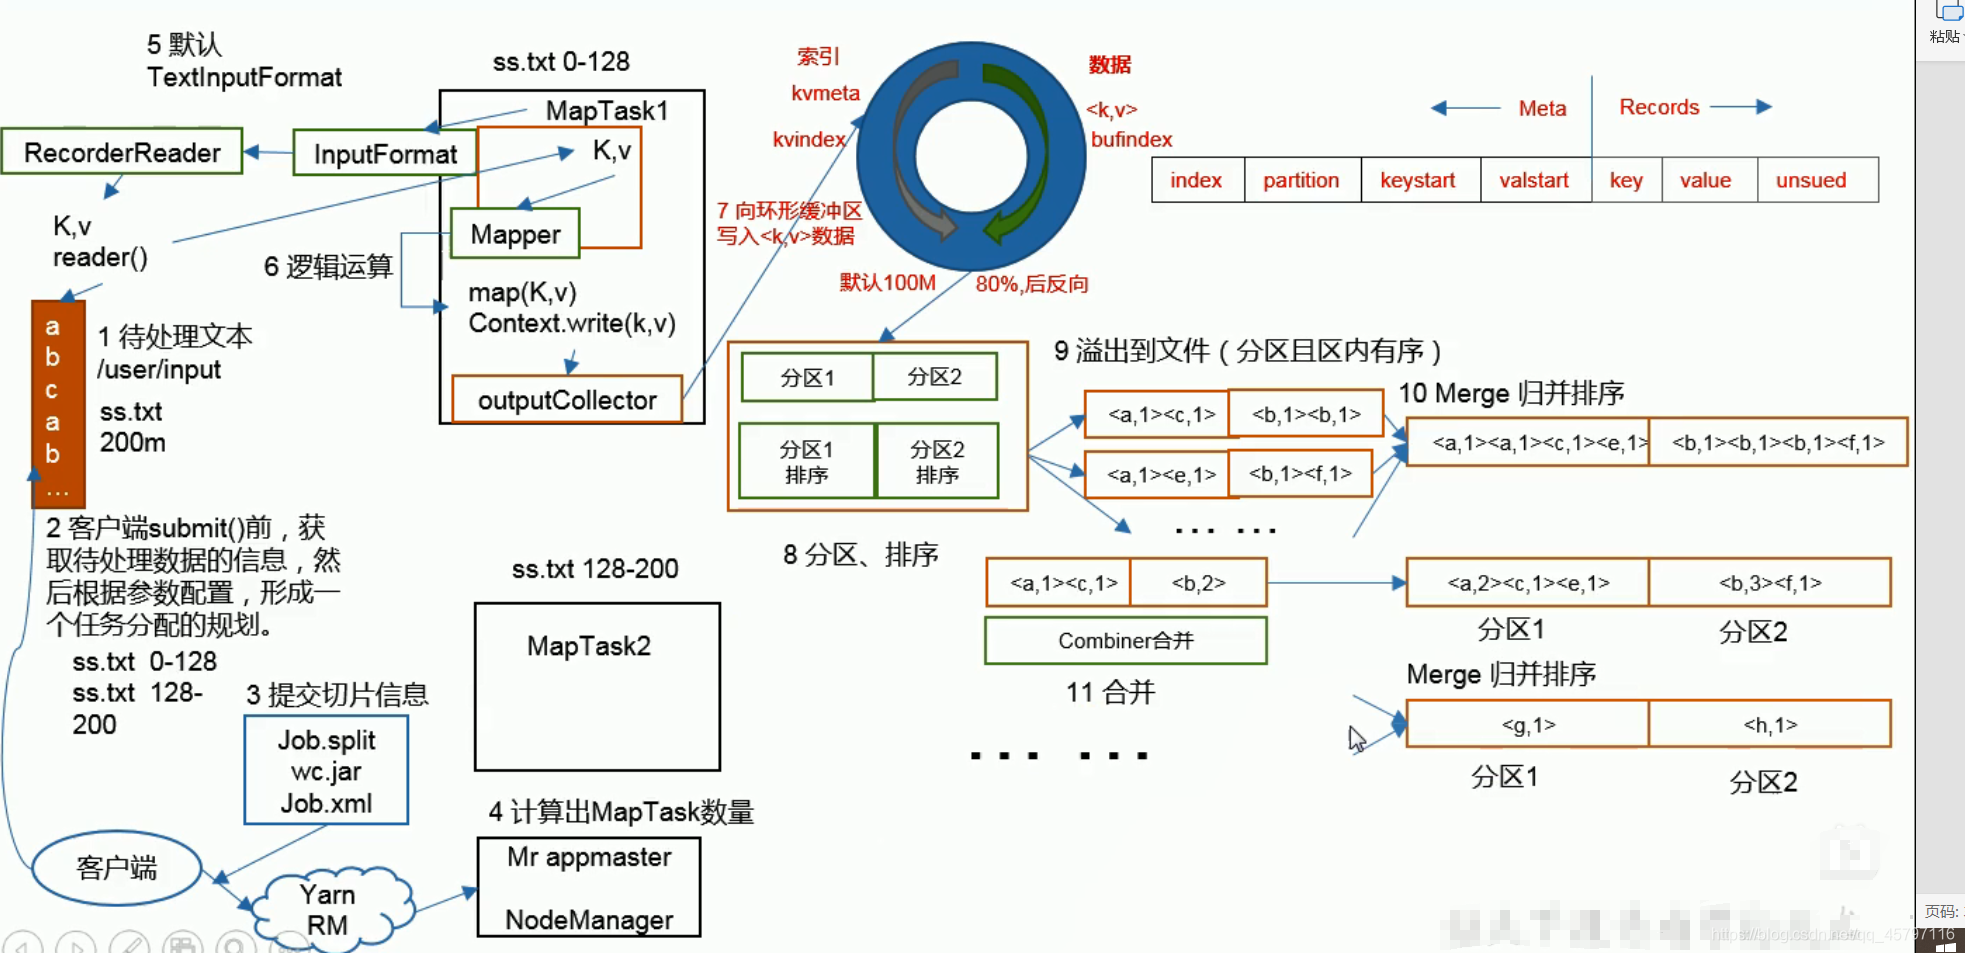 5 默认
TextInputFormat
RecorderReader
InputFormat
K,v
reader()
a
b
c
a
b
...
1 待处理文本
/user/input
ss.txt
200m
2 客户端submit()前，获
取待处理数据的信息，然
后根据参数配置，形成一
个任务分配的规划。
ss.txt 0-128
ss.txt 128-
200
3 提交切片信息
Job.split
wc.jar
Job.xml
客户端
Yarn
RM
4 计算出MapTask数量
Mr appmaster
NodeManager
ss.txt 0-128
MapTask1
K,v
Mapper
6 逻辑运算
map(K,v)
Context.write(k,v)
outputCollector
ss.txt 128-200
MapTask2
索引
kvmeta
kvindex
数据
<k,v>
bufindex
7 向环形缓冲区
写入<k,v>数据
默认100M
80%,后反向
Meta
Records
index partition keystart valstart key value unsued
分区1
分区2
分区1
排序
分区2
排序
8 分区、排序
9 溢出到文件（分区且区内有序）
<a,1><c,1>
<b,1><b,1>
<a,1><e,1>
<b,1><f,1>
... ...
10 Merge 归并排序
<a,1><a,1><c,1><e,1>
<b,1><b,1><b,1><f,1>
<a,1><c,1>
<b,2>
Combiner合并
11 合并
<a,2><c,1><e,1>
<b,3><f,1>
分区1
分区2
Merge 归并排序
<g,1>
<h,1>
分区1
分区2
... ...
粘贴
页码:
https://blog.csdn.net/qq_45797116